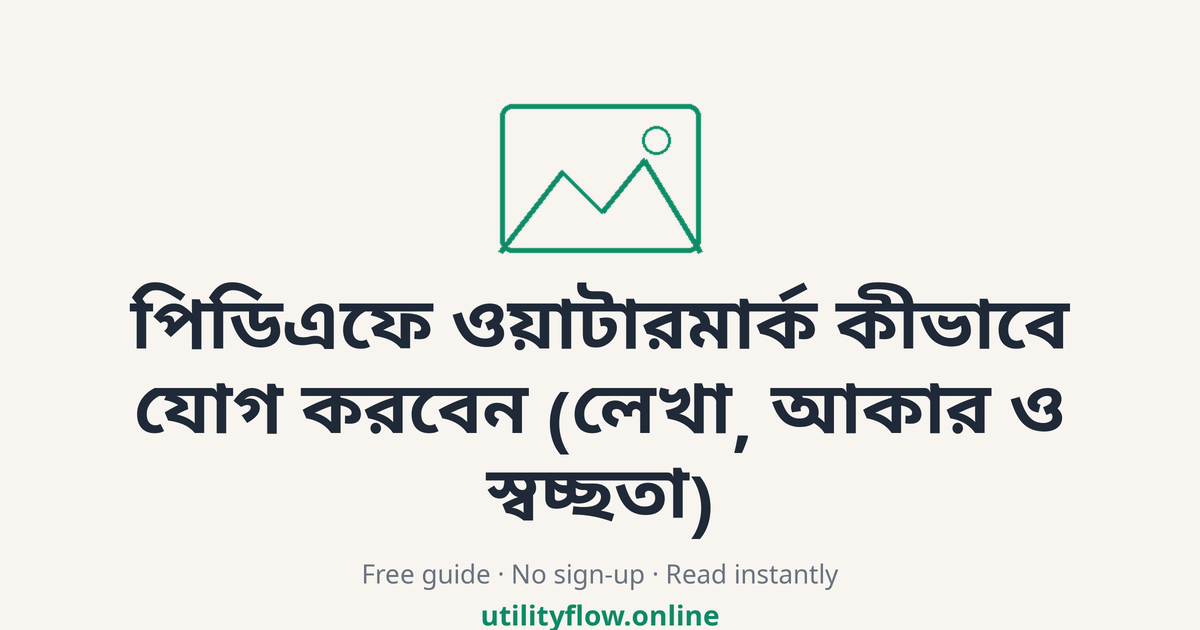 পিডিএফে ওয়াটারমার্ক কীভাবে
যোগ করবেন (লেখা, আকার ও
স্বচ্ছতা)
Free guide · No sign-up · Read instantly
utilityflow.online